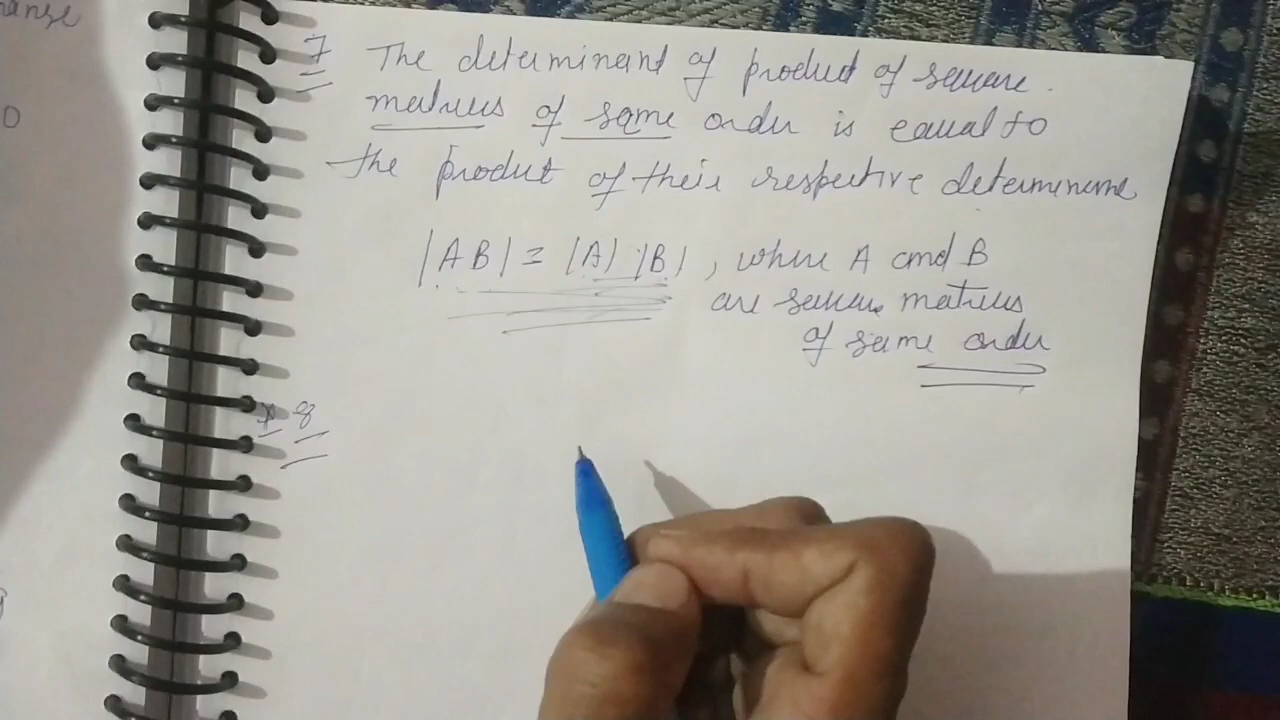 7 The determinant of product of square
matrices of same order is equal to
the product of their respective determinant
|AB| = |A| · |B| , where A and B
are square matrices
of same order
* 8